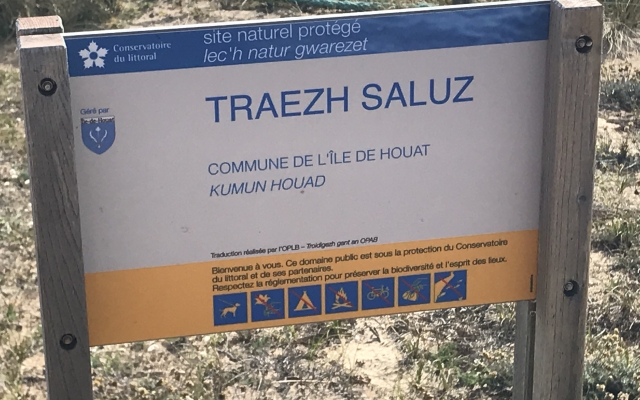 Conservatoire
du littoral
site naturel protégé
lec'h natur gwarezet
Géré par
TRAEZH SALUZ
COMMUNE DE L'ÎLE DE HOUAT
KUMUN HOUAD
Traduction réalisée par l'OPLB – Troidigezh gant an OPAB
Bienvenue à vous. Ce domaine public est sous la protection du Conservatoire
du littoral et de ses partenaires.
Respectez la réglementation pour préserver la biodiversité et l'esprit des lieux.